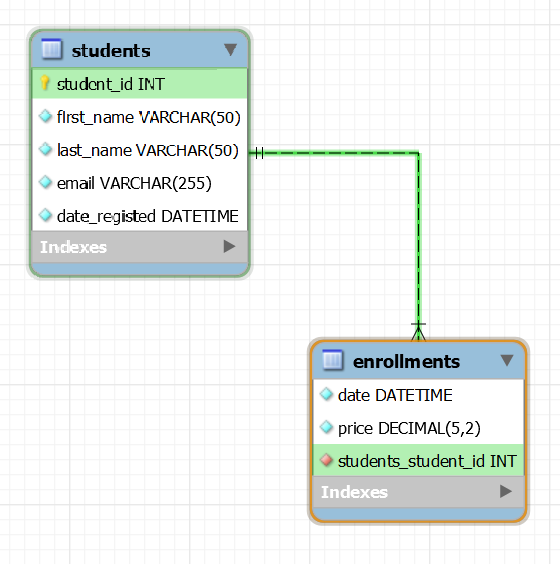 students
student_id INT
first_name VARCHAR(50)
last_name VARCHAR(50)
email VARCHAR(255)
date_registed DATETIME
Indexes
enrollments
date DATETIME
price DECIMAL(5,2)
students_student_id INT
Indexes